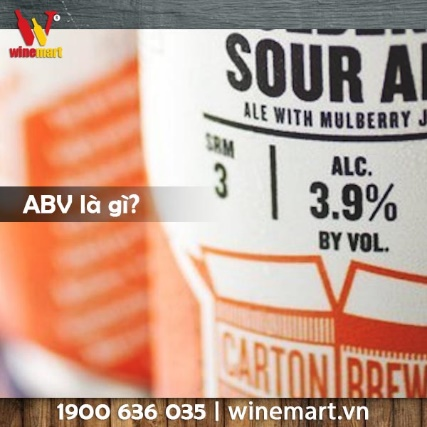 winemart
SOUR
ALE WITH MULBERRY
SRM
3
ALC.
3.9%
BY VOL.
ABV là gì?
CARTON BREW
1900 636 035 | winemart.vn